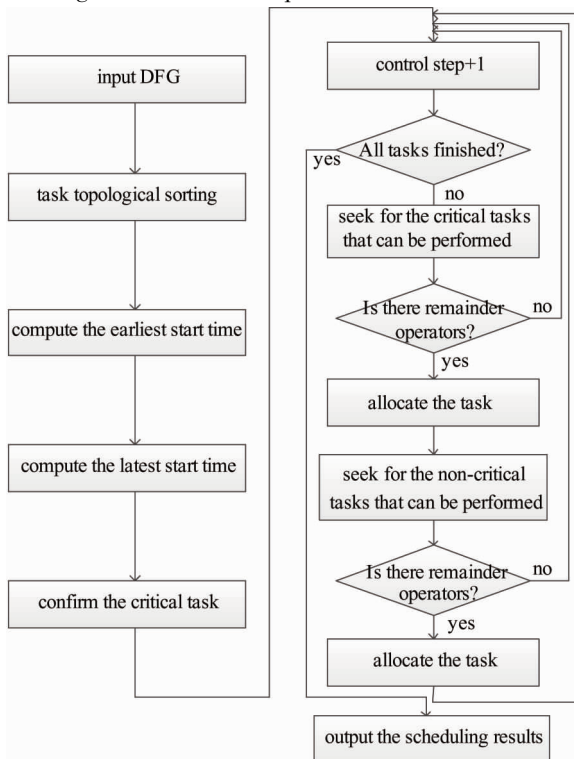 input DFG
task topological sorting
compute the earliest start time
compute the latest start time
confirm the critical task
control step+1
All tasks finished?
yes
no
seek for the critical tasks
that can be performed
Is there remainder
operators?
no
yes
allocate the task
seek for the non-critical
tasks that can be performed
Is there remainder
operators?
no
yes
allocate the task
output the scheduling results